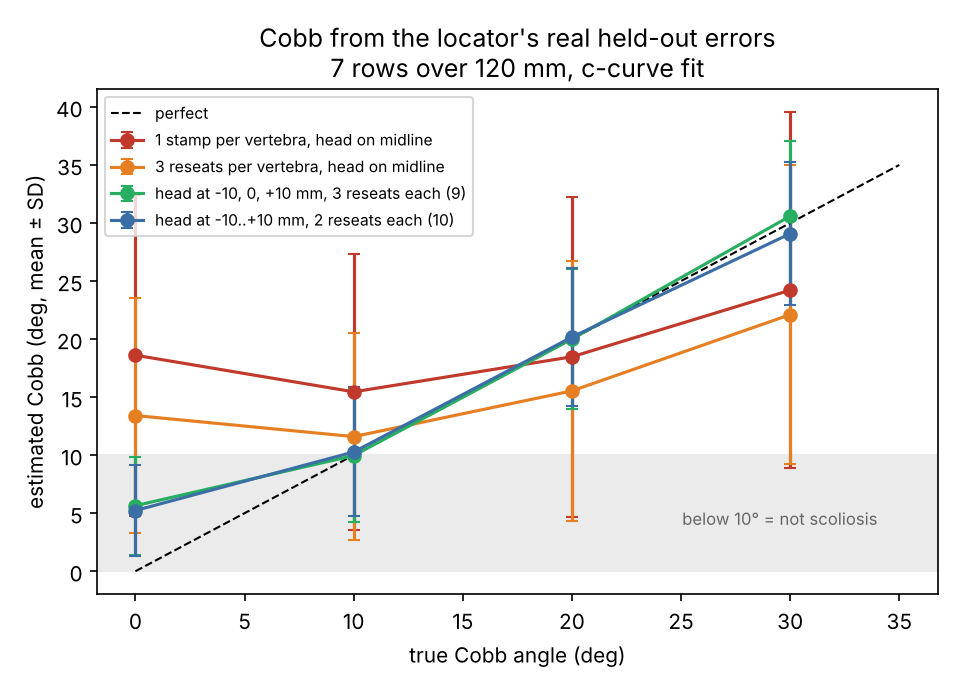 Cobb from the locator's real held-out errors
7 rows over 120 mm, c-curve fit
perfect
1 stamp per vertebra, head on midline
3 reseats per vertebra, head on midline
head at -10, 0, +10 mm, 3 reseats each (9)
head at -10..+10 mm, 2 reseats each (10)
estimated Cobb (deg, mean ± SD)
40
35
30
25
20
15
10
5
0
below 10° = not scoliosis
0 5 10 15 20 25 30 35
true Cobb angle (deg)